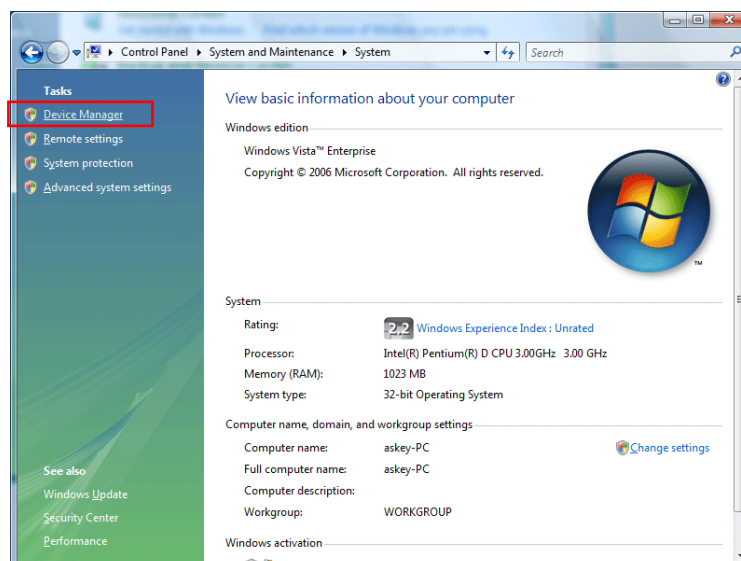 Control Panel ▸ System and Maintenance ▸ System
Search
Tasks
Device Manager
Remote settings
System protection
Advanced system settings
See also
Windows Update
Security Center
Performance
View basic information about your computer
Windows edition
Windows Vista™ Enterprise
Copyright © 2006 Microsoft Corporation. All rights reserved.
TM
System
Rating: 2.2 Windows Experience Index : Unrated
Processor: Intel(R) Pentium(R) D CPU 3.00GHz 3.00 GHz
Memory (RAM): 1023 MB
System type: 32-bit Operating System
Computer name, domain, and workgroup settings
Computer name: askey-PC Change settings
Full computer name: askey-PC
Computer description:
Workgroup: WORKGROUP
Windows activation